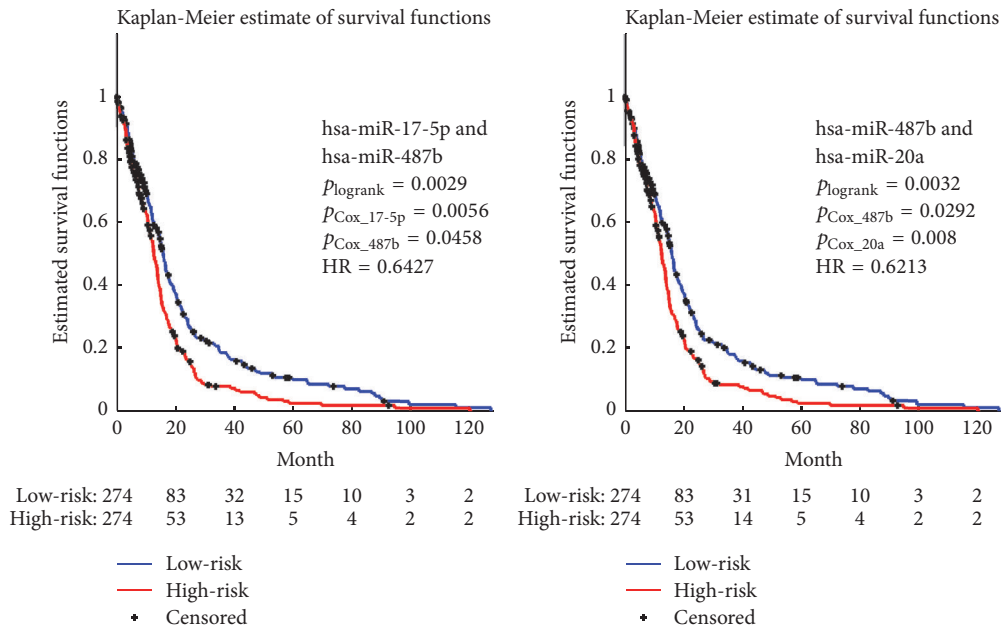 Kaplan-Meier estimate of survival functions
Estimated survival functions
1
0.8
0.6
0.4
0.2
0
hsa-miR-17-5p and
hsa-miR-487b
p_logrank = 0.0029
p_Cox_17-5p = 0.0056
p_Cox_487b = 0.0458
HR = 0.6427
0 20 40 60 80 100 120
Month
Low-risk: 274 83 32 15 10 3 2
High-risk: 274 53 13 5 4 2 2
Low-risk
High-risk
Censored
Kaplan-Meier estimate of survival functions
Estimated survival functions
1
0.8
0.6
0.4
0.2
0
hsa-miR-487b and
hsa-miR-20a
p_logrank = 0.0032
p_Cox_487b = 0.0292
p_Cox_20a = 0.008
HR = 0.6213
0 20 40 60 80 100 120
Month
Low-risk: 274 83 31 15 10 3 2
High-risk: 274 53 14 5 4 2 2
Low-risk
High-risk
Censored